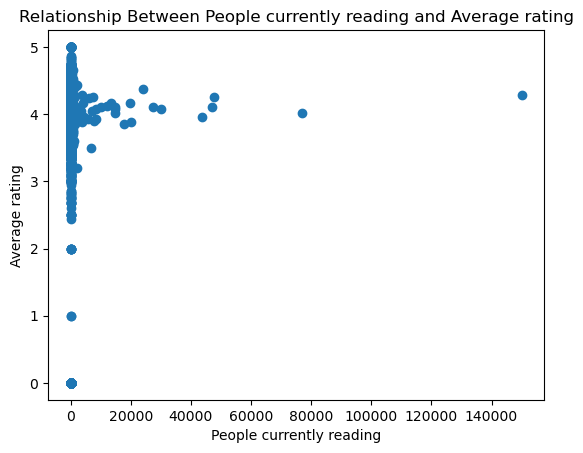 Relationship Between People currently reading and Average rating
5
4
3
2
1
0
Average rating
0 20000 40000 60000 80000 100000 120000 140000
People currently reading